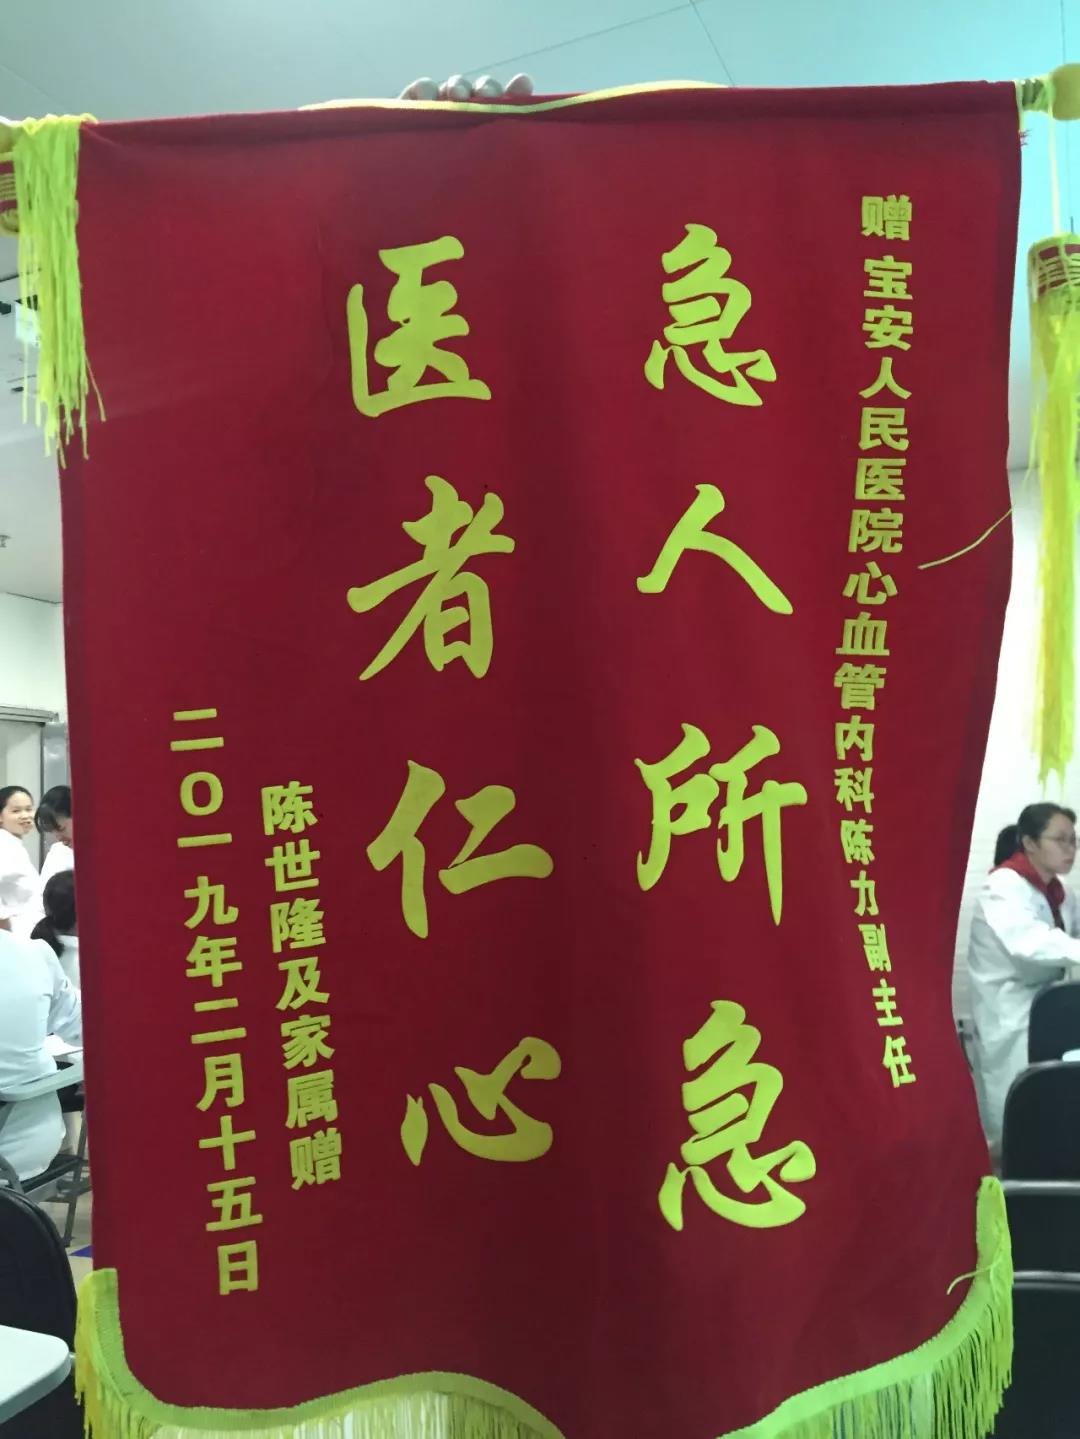 赠 宝安人民医院心血管内科陈力副主任
急人所急
医者仁心
陈世隆及家属赠
二〇一九年二月十五日